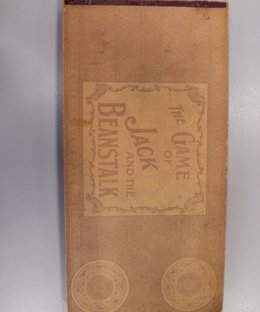 THE GAME
OF
JACK
AND THE
BEANSTALK